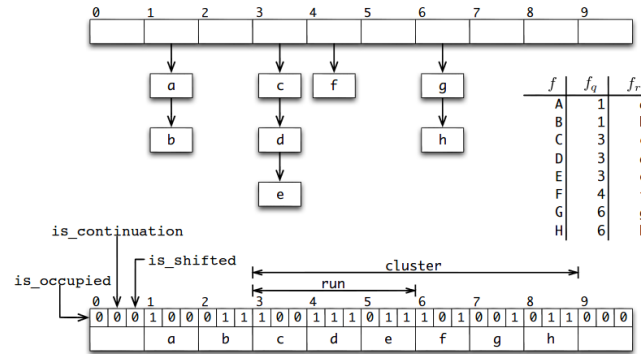 0 1 2 3 4 5 6 7 8 9
a c f g
b d h
e
f f_q f_r
A 1
B 1
C 3
D 3
E 3
F 4
G 6
H 6
is_continuation
is_shifted
is_occupied
cluster
run
0 1 2 3 4 5 6 7 8 9
0 0 0 1 0 0 0 1 1 1 0 0 1 1 1 0 1 1 1 0 1 0 0 1 0 1 1 0 0 0
a b c d e f g h